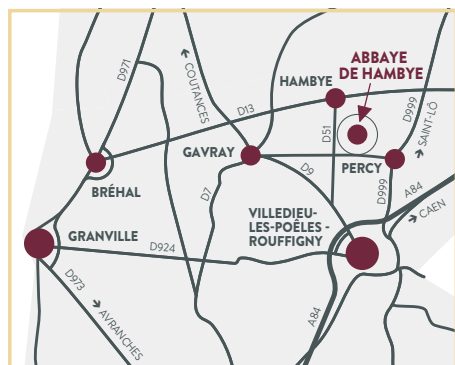 D971
COUTANCES
ABBAYE
DE HAMBYE
HAMBYE
D13
D999
SAINT-LÔ
D51
GAVRAY
D9
PERCY
BRÉHAL
D7
D999
A84
CAEN
VILLEDIEU-
LES-POÊLES -
ROUFFIGNY
GRANVILLE
D924
D973
AVRANCHES
A84